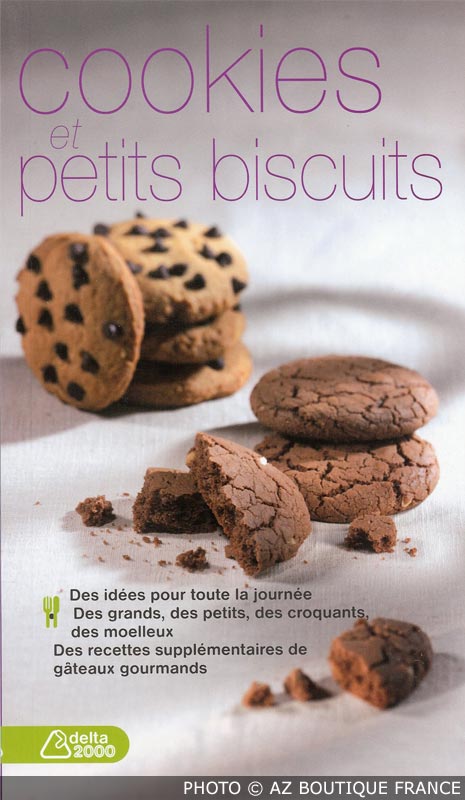 cookies
et
petits biscuits
Des idées pour toute la journée
Des grands, des petits, des croquants,
des moelleux
Des recettes supplémentaires de
gâteaux gourmands
delta
2000
PHOTO © AZ BOUTIQUE FRANCE